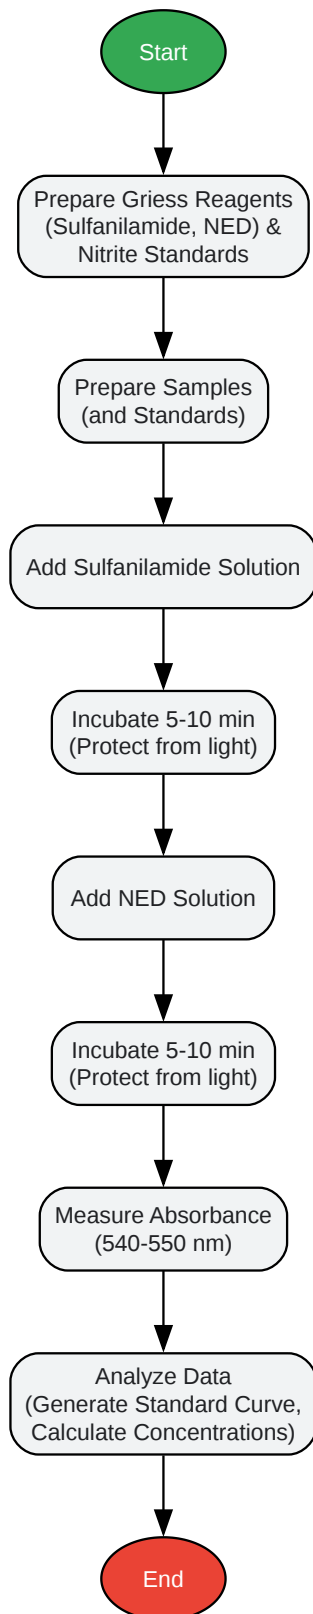 Start
Prepare Griess Reagents
(Sulfanilamide, NED) &
Nitrite Standards
Prepare Samples
(and Standards)
Add Sulfanilamide Solution
Incubate 5-10 min
(Protect from light)
Add NED Solution
Incubate 5-10 min
(Protect from light)
Measure Absorbance
(540-550 nm)
Analyze Data
(Generate Standard Curve,
Calculate Concentrations)
End